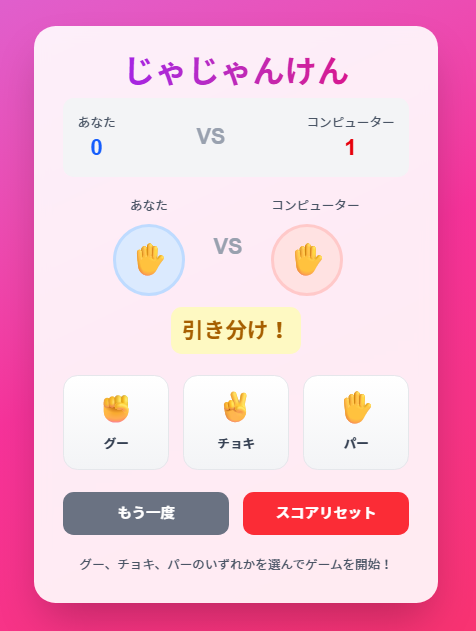 じゃじゃんけん
あなた VS コンピューター
0 1
あなた コンピューター
VS
引き分け！
グー チョキ パー
もう一度 スコアリセット
グー、チョキ、パーのいずれかを選んでゲームを開始！